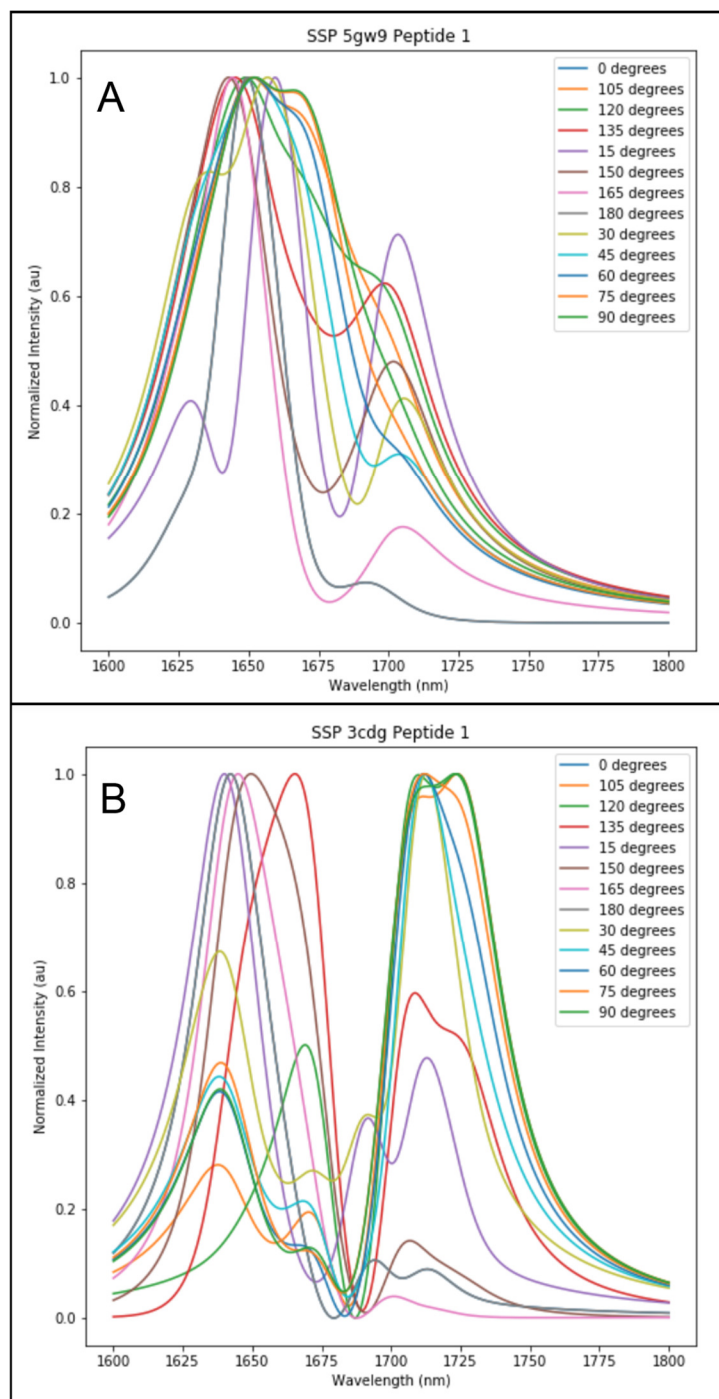 SSP 5gw9 Peptide 1
A
0 degrees
105 degrees
120 degrees
135 degrees
15 degrees
150 degrees
165 degrees
180 degrees
30 degrees
45 degrees
60 degrees
75 degrees
90 degrees
Normalized Intensity (au)
1.0
0.8
0.6
0.4
0.2
0.0
1600 1625 1650 1675 1700 1725 1750 1775 1800
Wavelength (nm)
SSP 3cdg Peptide 1
B
0 degrees
105 degrees
120 degrees
135 degrees
15 degrees
150 degrees
165 degrees
180 degrees
30 degrees
45 degrees
60 degrees
75 degrees
90 degrees
Normalized Intensity (au)
1.0
0.8
0.6
0.4
0.2
0.0
1600 1625 1650 1675 1700 1725 1750 1775 1800
Wavelength (nm)